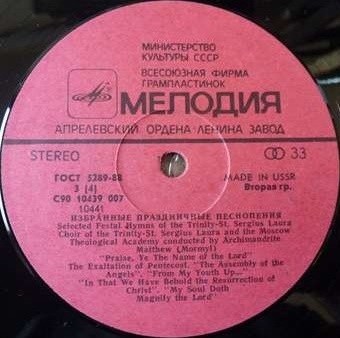 МИНИСТЕРСТВО
КУЛЬТУРЫ СССР
ВСЕСОЮЗНАЯ ФИРМА
ГРАМПЛАСТИНОК
МЕЛОДИЯ
АПРЕЛЕВСКИЙ ОРДЕНА ЛЕНИНА ЗАВОД
STEREO 33
ГОСТ 5289-88 MADE IN USSR
3 [4] Вторая гр.
С90 10439 007
10441
ИЗБРАННЫЕ ПРАЗДНИЧНЫЕ ПЕСНОПЕНИЯ
Selected Festal Hymns of the Trinity-St. Sergius Laura
Choir of the Trinity-St. Sergius Laura and the Moscow
Theological Academy conducted by Archimandrite
Matthew (Mormyl)
"Praise, Ye The Name of the Lord"
The Exaltation of Pentecost, "The Assembly of the
Angels", "From My Youth Up..."
"In That We Have Behold the Resurrection of
Christ". "My Soul Doth
Magnify the Lord"